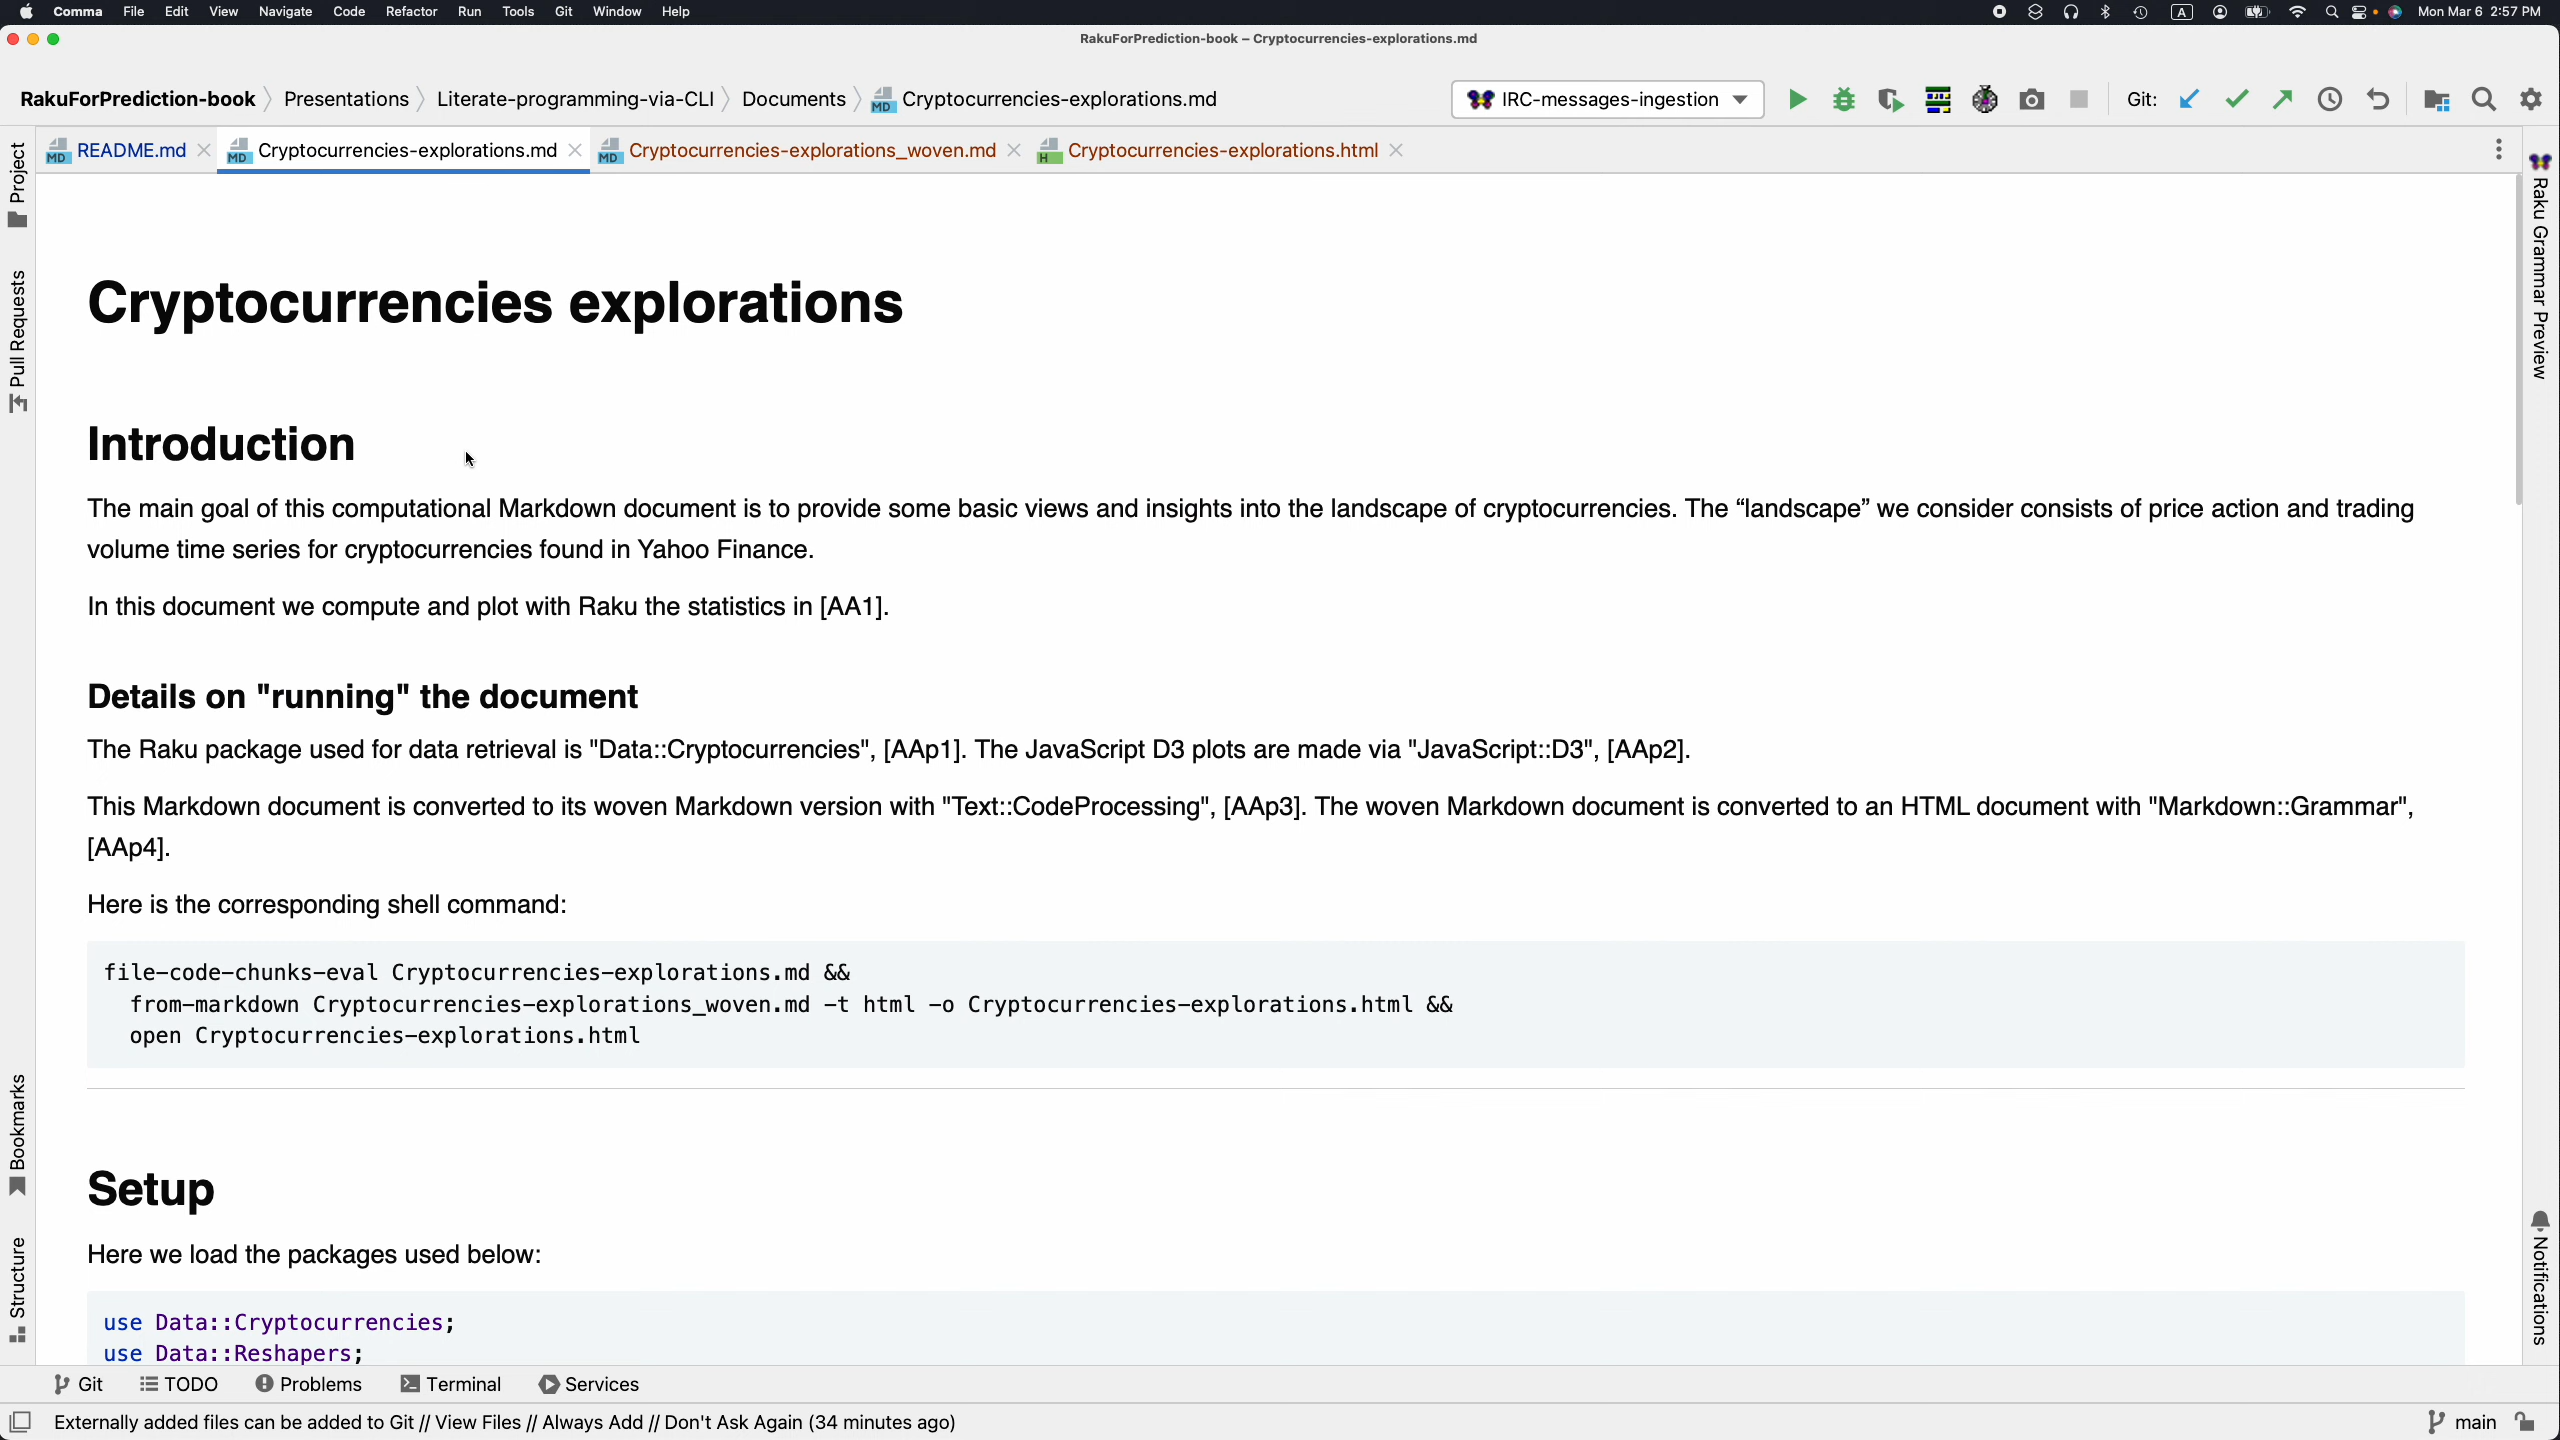 Comma File Edit View Navigate Code Refactor Run Tools Git Window Help
A
Mon Mar 6 2:57 PM
RakuForPrediction-book – Cryptocurrencies-explorations.md
RakuForPrediction-book Presentations Literate-programming-via-CLI Documents MD Cryptocurrencies-explorations.md
IRC-messages-ingestion
Git:
MD README.md
MD Cryptocurrencies-explorations.md
MD Cryptocurrencies-explorations_woven.md
H Cryptocurrencies-explorations.html
Project
Pull Requests
Bookmarks
Structure
Raku Grammar Preview
Notifications
Cryptocurrencies explorations
Introduction
The main goal of this computational Markdown document is to provide some basic views and insights into the landscape of cryptocurrencies. The “landscape” we consider consists of price action and trading
volume time series for cryptocurrencies found in Yahoo Finance.
In this document we compute and plot with Raku the statistics in [AA1].
Details on "running" the document
The Raku package used for data retrieval is "Data::Cryptocurrencies", [AAp1]. The JavaScript D3 plots are made via "JavaScript::D3", [AAp2].
This Markdown document is converted to its woven Markdown version with "Text::CodeProcessing", [AAp3]. The woven Markdown document is converted to an HTML document with "Markdown::Grammar",
[AAp4].
Here is the corresponding shell command:
file-code-chunks-eval Cryptocurrencies-explorations.md &&
from-markdown Cryptocurrencies-explorations_woven.md -t html -o Cryptocurrencies-explorations.html &&
open Cryptocurrencies-explorations.html
Setup
Here we load the packages used below:
use Data::Cryptocurrencies;
use Data::Reshapers;
Git TODO Problems Terminal Services
Externally added files can be added to Git // View Files // Always Add // Don't Ask Again (34 minutes ago)
main